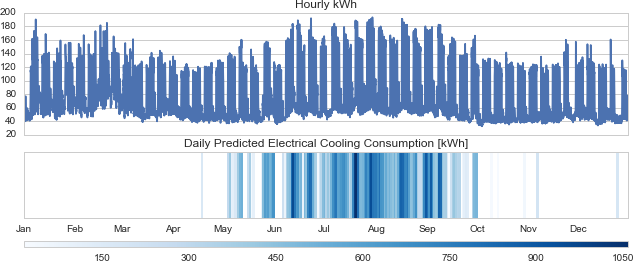 Hourly kWh
200
180
160
140
120
100
80
60
40
20
Daily Predicted Electrical Cooling Consumption [kWh]
Jan Feb Mar Apr May Jun Jul Aug Sep Oct Nov Dec
150 300 450 600 750 900 1050